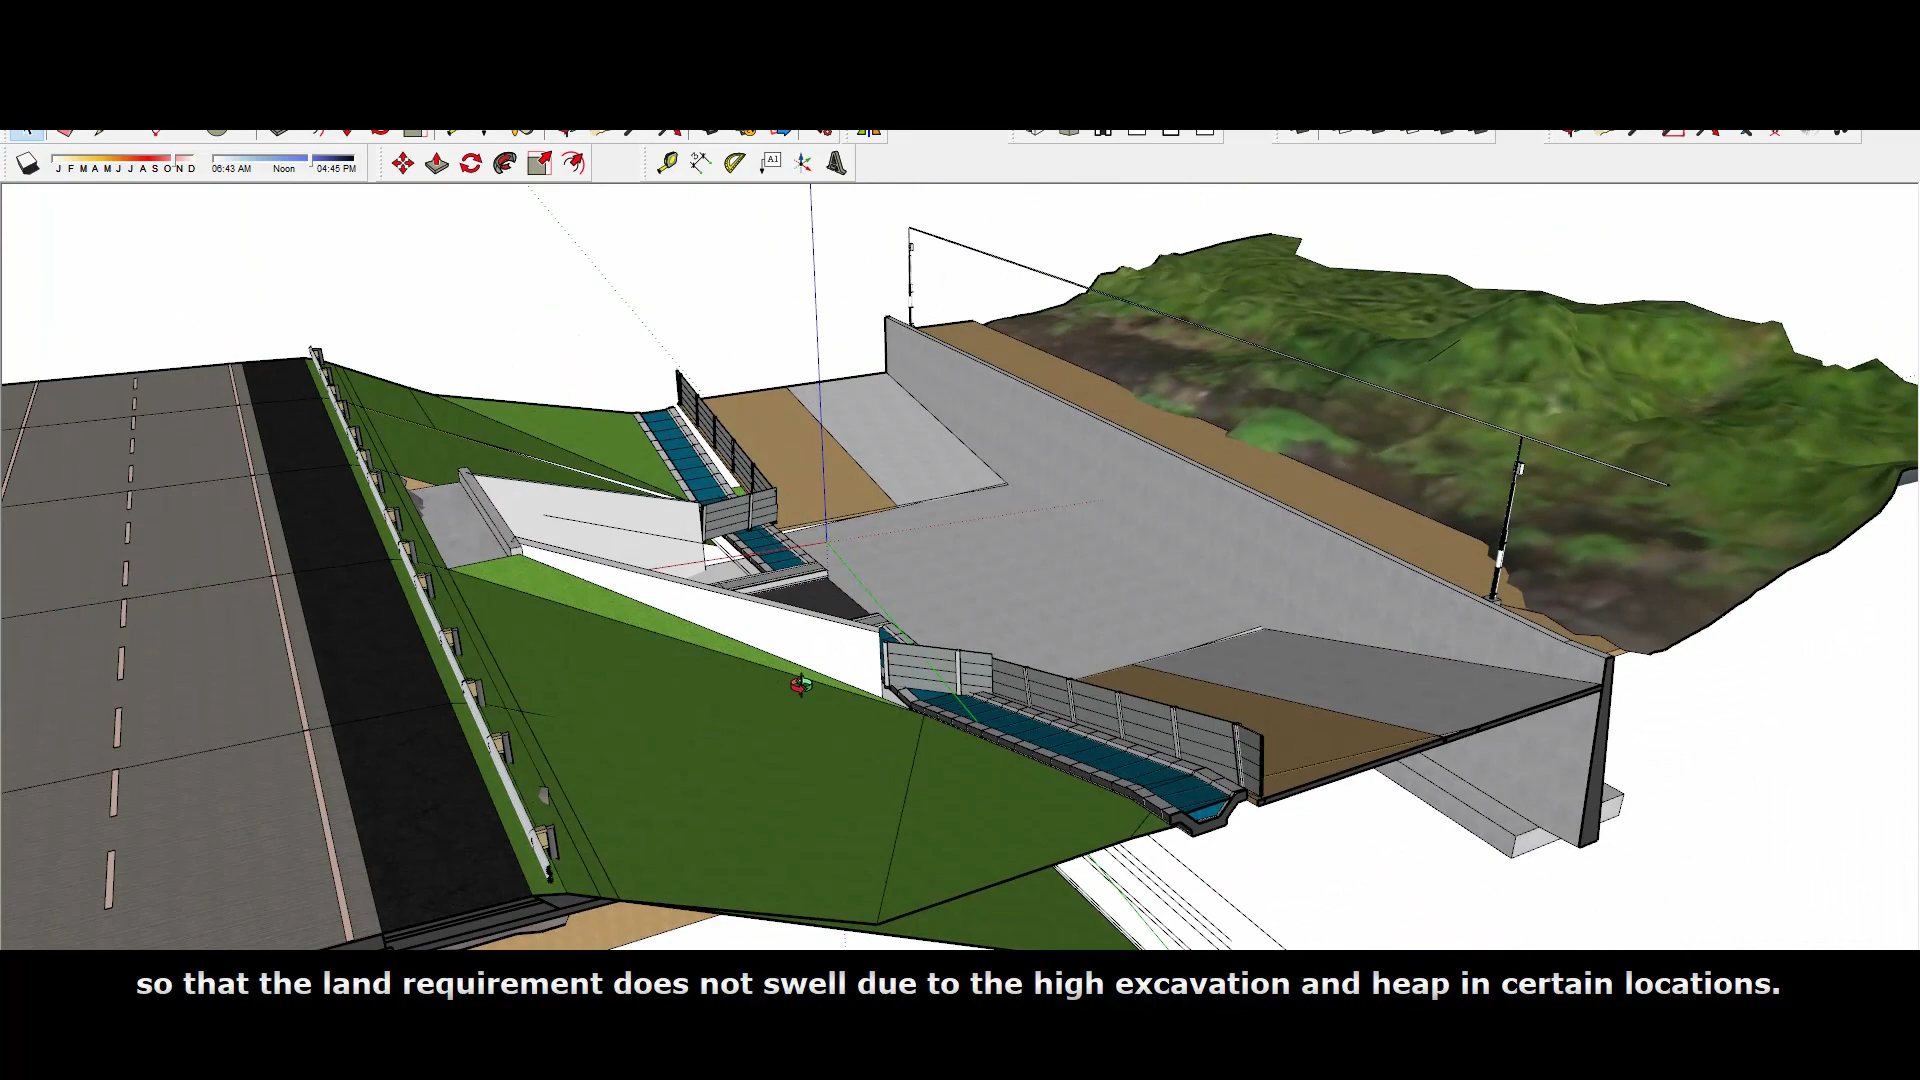 J F M A M J J A S O N D
06:43 AM Noon 04:45 PM
A1
so that the land requirement does not swell due to the high excavation and heap in certain locations.